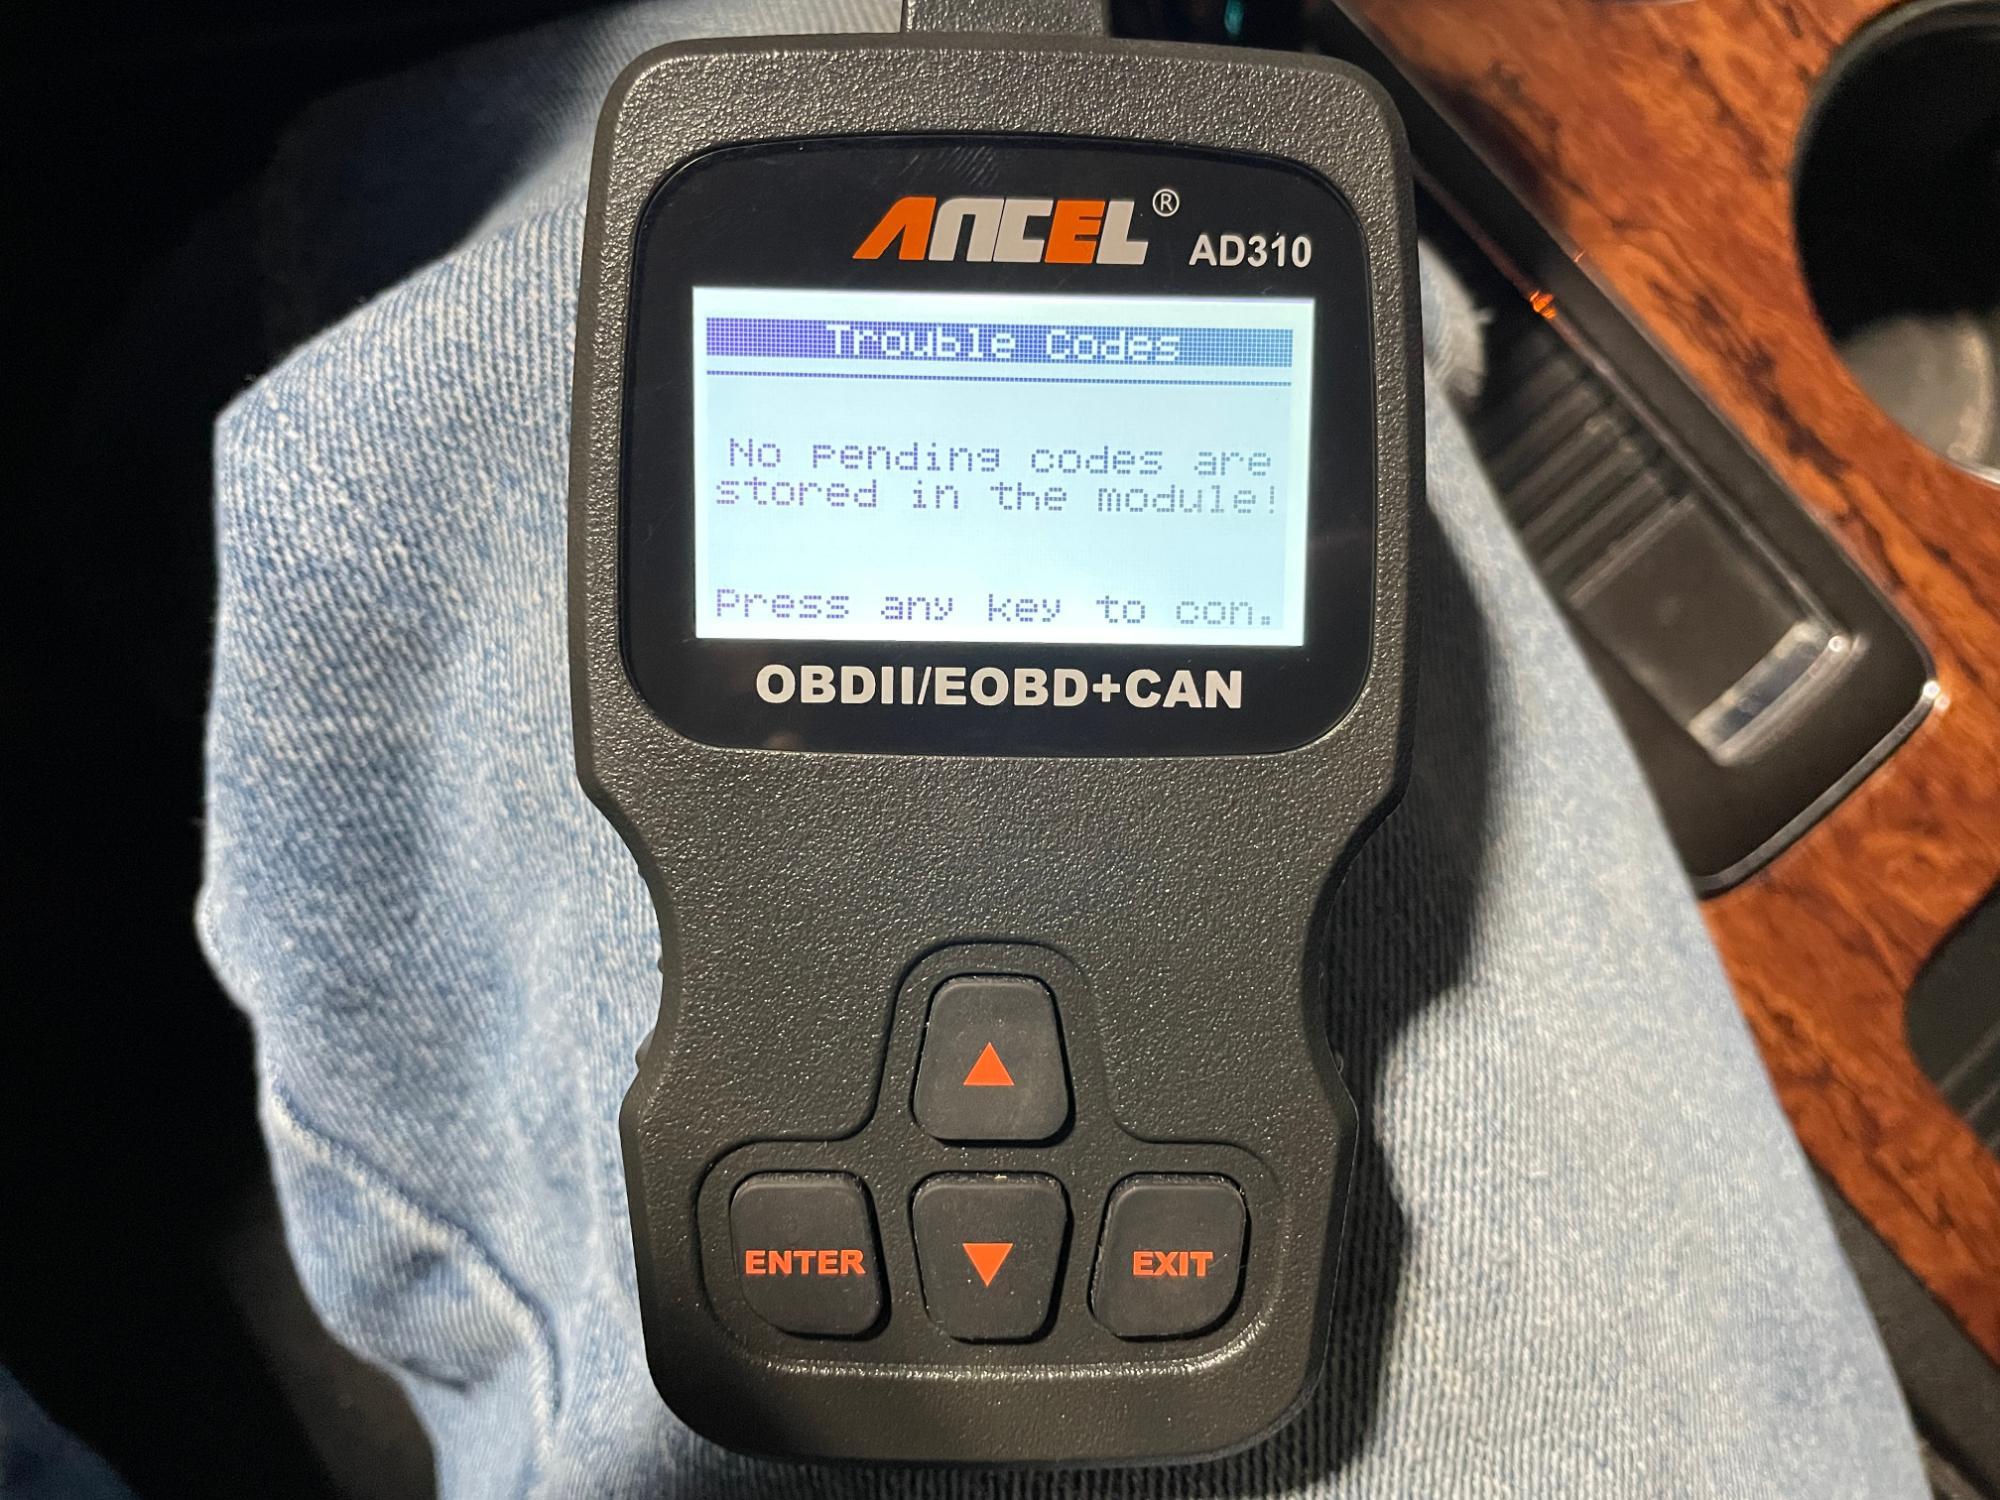 ANCEL® AD310
Trouble Codes
No pending codes are
stored in the module!
Press any key to con.
OBDII/EOBD+CAN
ENTER
EXIT